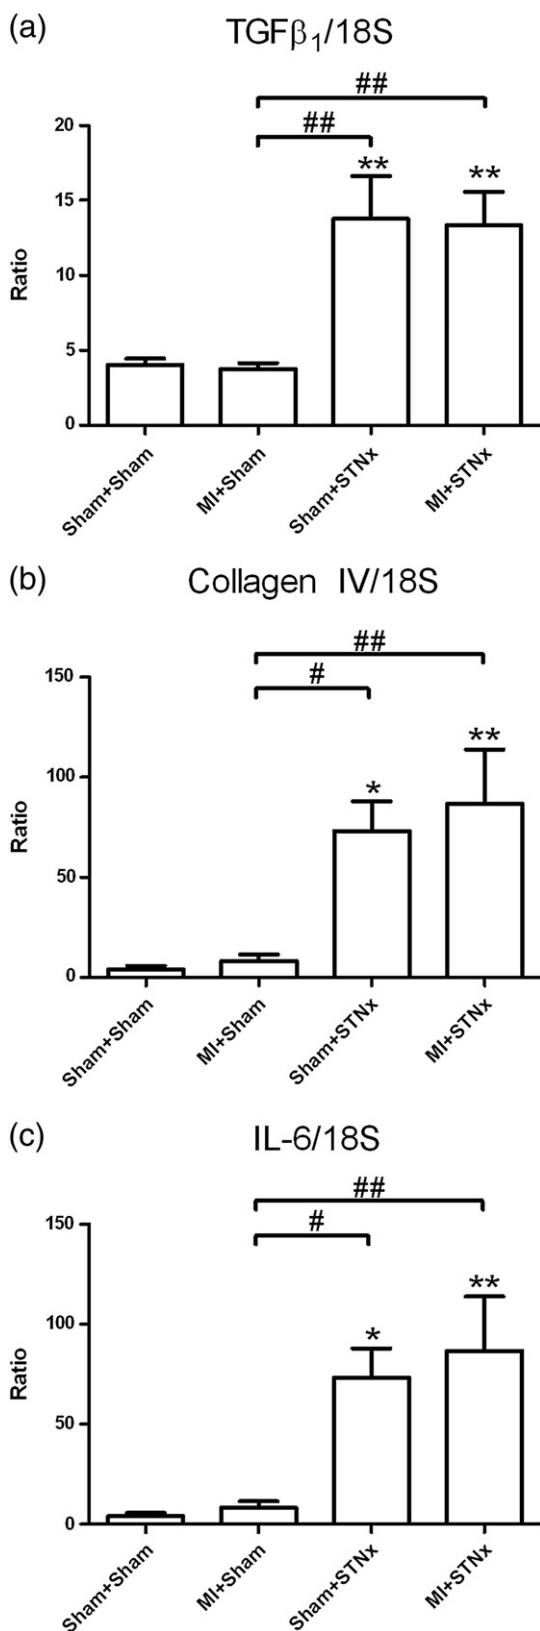 (a) TGFβ1/18S
##
##
20
**
**
15
10
5
0
Ratio
Sham+Sham
MI+Sham
Sham+STNx
MI+STNx
(b) Collagen IV/18S
##
#
150
**
*
100
50
0
Ratio
Sham+Sham
MI+Sham
Sham+STNx
MI+STNx
(c) IL-6/18S
##
#
150
**
*
100
50
0
Ratio
Sham+Sham
MI+Sham
Sham+STNx
MI+STNx